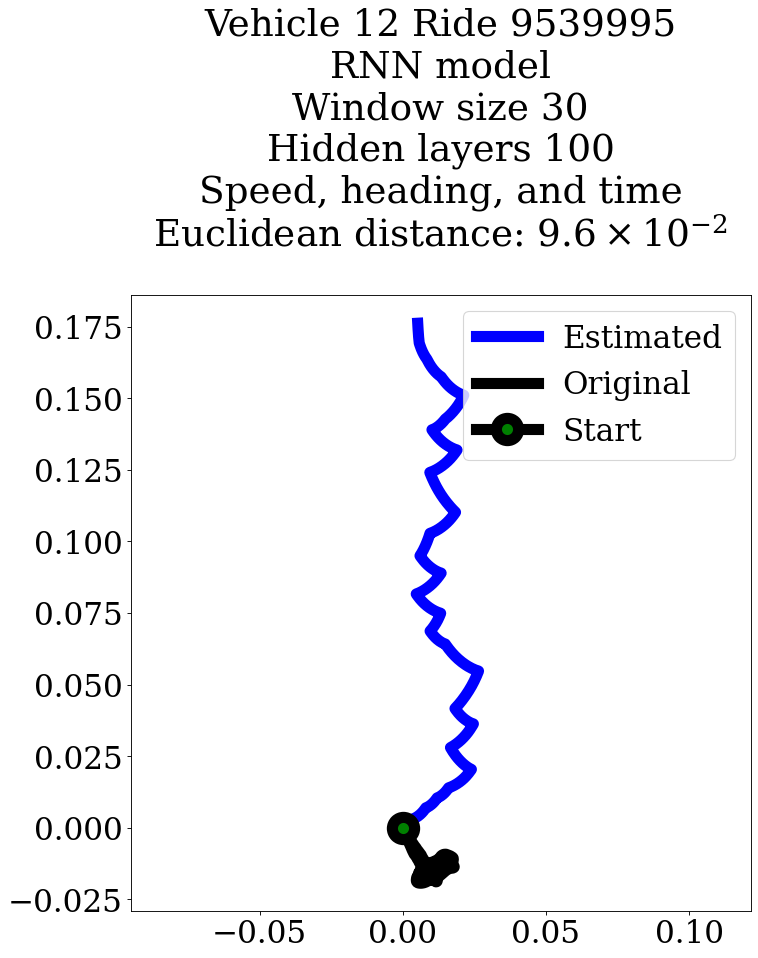 Vehicle 12 Ride 9539995
RNN model
Window size 30
Hidden layers 100
Speed, heading, and time
Euclidean distance: 9.6 × 10⁻²
Estimated
Original
Start
0.175
0.150
0.125
0.100
0.075
0.050
0.025
0.000
−0.025
−0.05 0.00 0.05 0.10